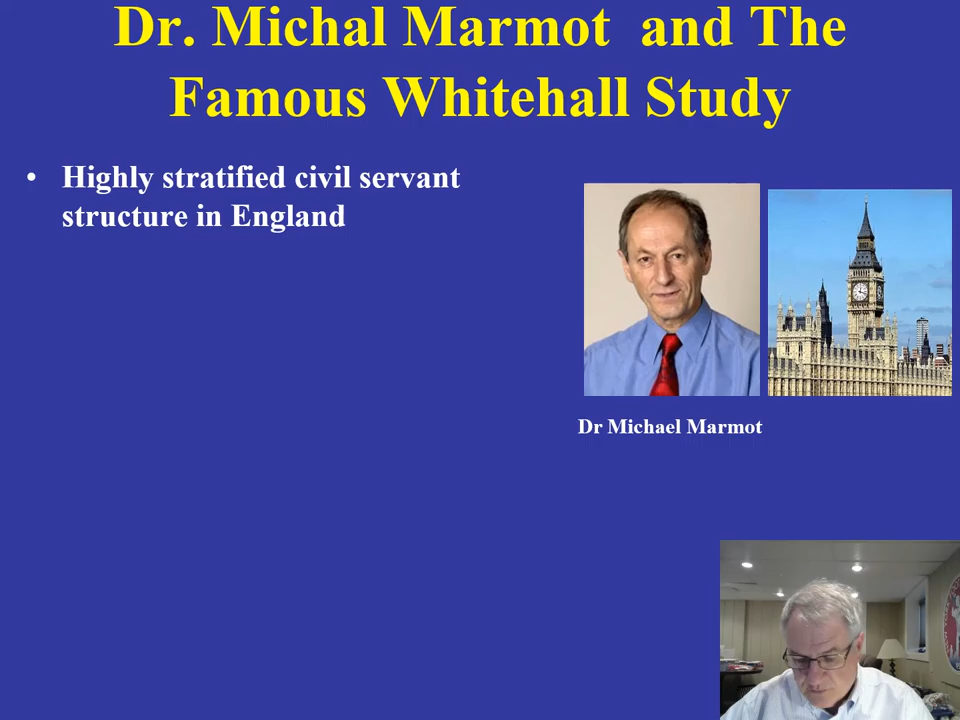 Dr. Michal Marmot and The
Famous Whitehall Study
• Highly stratified civil servant
structure in England
Dr Michael Marmot